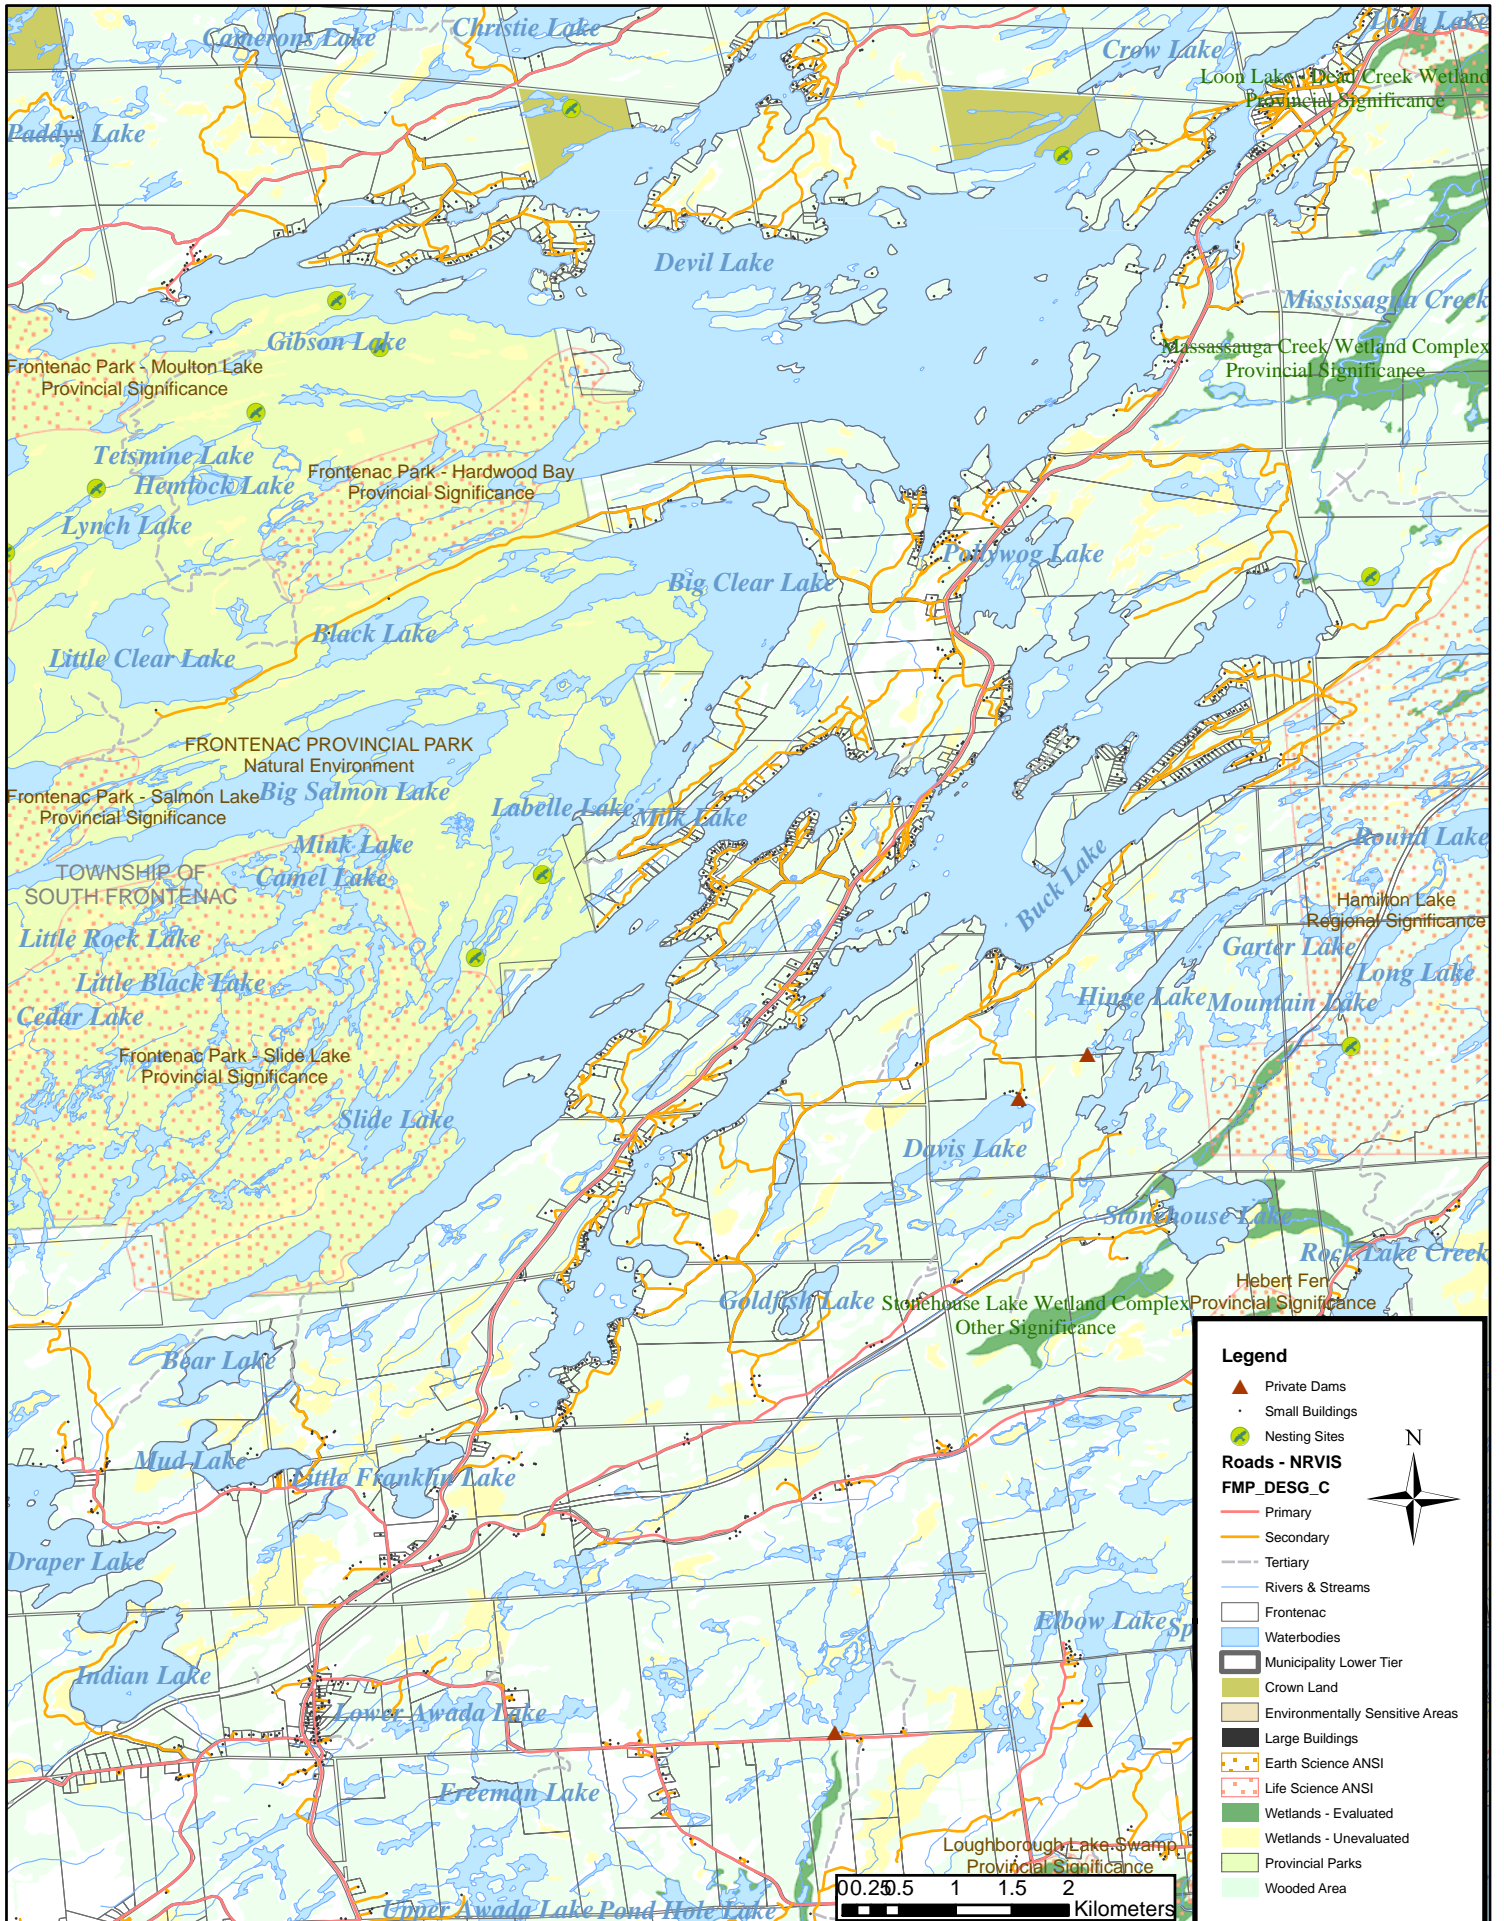 Camerons Lake
Christie Lake
Crow Lake
Loon Lake
Loon Lake - Dead Creek Wetland
Provincial Significance
Paddys Lake
Devil Lake
Mississagua Creek
Gibson Lake
Massassauga Creek Wetland Complex
Provincial Significance
Frontenac Park - Moulton Lake
Provincial Significance
Tetsmine Lake
Hemlock Lake
Frontenac Park - Hardwood Bay
Provincial Significance
Lynch Lake
Pollywog Lake
Big Clear Lake
Black Lake
Little Clear Lake
FRONTENAC PROVINCIAL PARK
Natural Environment
Frontenac Park - Salmon Lake
Provincial Significance
Big Salmon Lake
Labelle Lake
Milk Lake
Mink Lake
Round Lake
TOWNSHIP OF
SOUTH FRONTENAC
Camel Lake
Buck Lake
Hamilton Lake
Regional Significance
Little Rock Lake
Garter Lake
Little Black Lake
Long Lake
Hinge Lake
Mountain Lake
Cedar Lake
Frontenac Park - Slide Lake
Provincial Significance
Slide Lake
Davis Lake
Stonehouse Lake
Rock Lake Creek
Hebert Fen
Provincial Significance
Goldfish Lake
Stonehouse Lake Wetland Complex
Other Significance
Bear Lake
Mud Lake
Little Franklin Lake
Draper Lake
Elbow Lake
Sp
Indian Lake
Lower Awada Lake
Freeman Lake
Loughborough Lake Swamp
Provincial Significance
Upper Awada Lake
Pond Hole Lake
0 0.25 0.5 1 1.5 2
Kilometers
Legend
Private Dams
Small Buildings
Nesting Sites
N
Roads - NRVIS
FMP_DESG_C
Primary
Secondary
Tertiary
Rivers & Streams
Frontenac
Waterbodies
Municipality Lower Tier
Crown Land
Environmentally Sensitive Areas
Large Buildings
Earth Science ANSI
Life Science ANSI
Wetlands - Evaluated
Wetlands - Unevaluated
Provincial Parks
Wooded Area